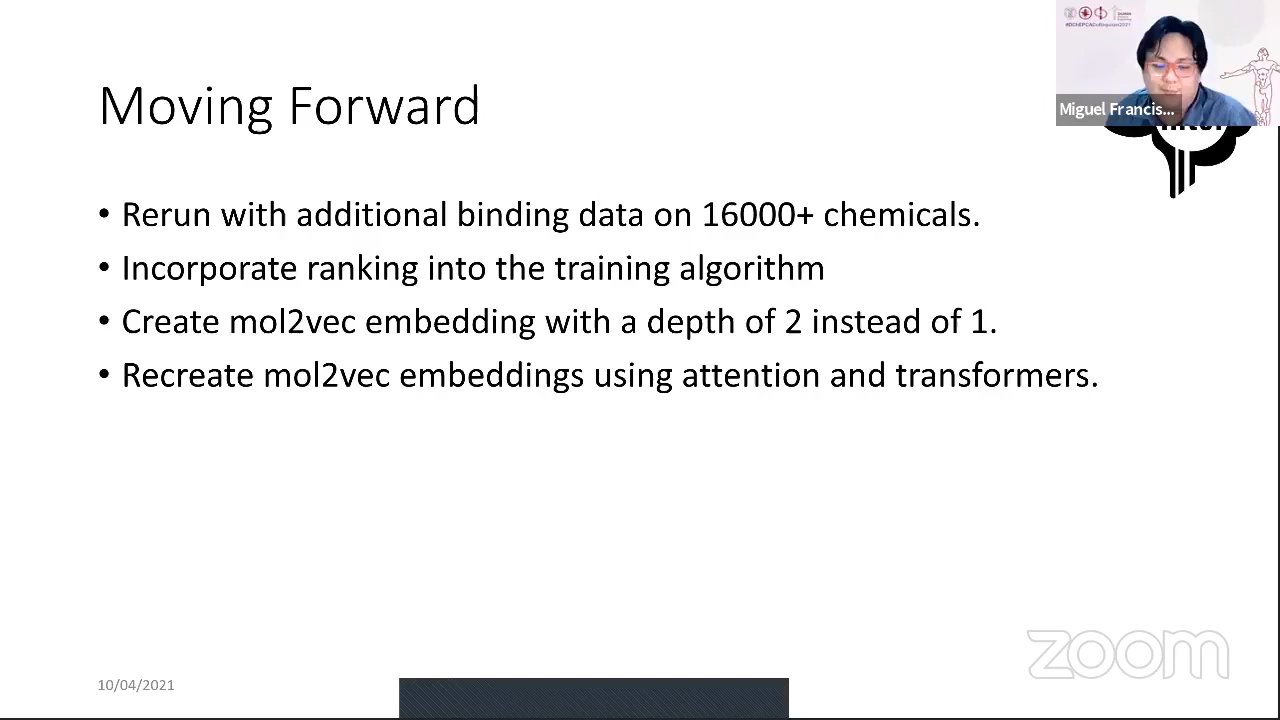 #DChEPCAColloquium2021
Miguel Francis...
Moving Forward
• Rerun with additional binding data on 16000+ chemicals.
• Incorporate ranking into the training algorithm
• Create mol2vec embedding with a depth of 2 instead of 1.
• Recreate mol2vec embeddings using attention and transformers.
zoom
10/04/2021